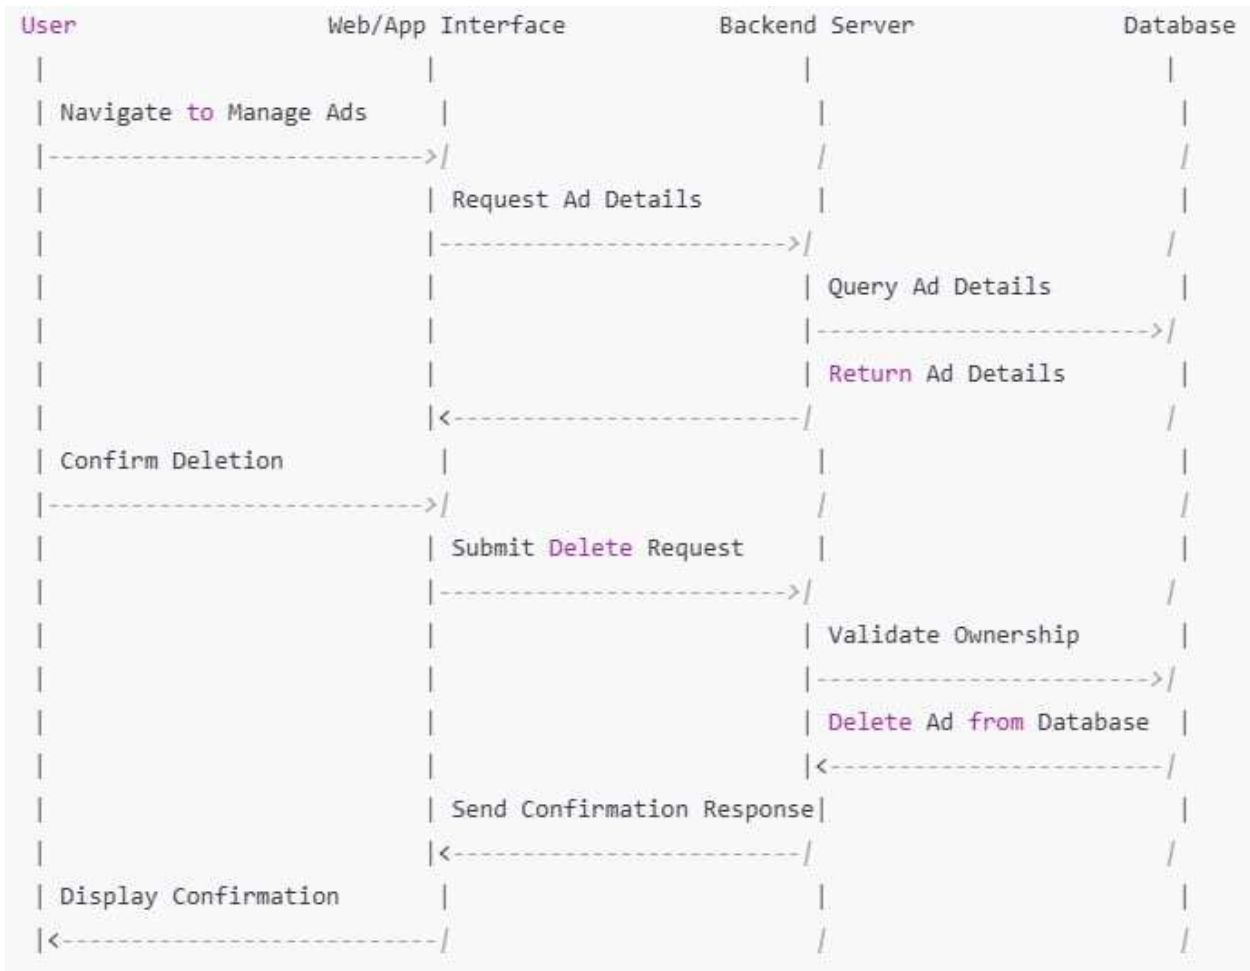 User Web/App Interface Backend Server Database
Navigate to Manage Ads
Request Ad Details
Query Ad Details
Return Ad Details
Confirm Deletion
Submit Delete Request
Validate Ownership
Delete Ad from Database
Send Confirmation Response
Display Confirmation